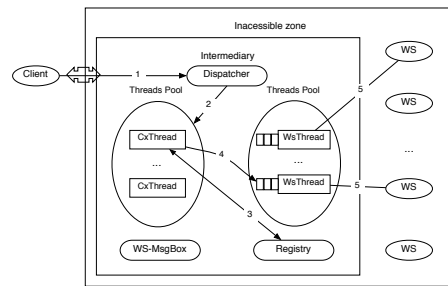 Inacessible zone
Intermediary
WS
Client
1
Dispatcher
5
Threads Pool
2
Threads Pool
WS
CxThread
WsThread
4
...
...
...
CxThread
WsThread
5
WS
3
WS-MsgBox
Registry
WS